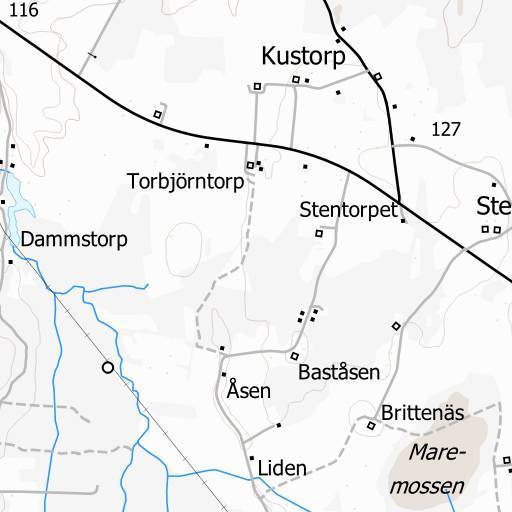 116
Kustorp
127
Torbjörntorp
Stentorpet
Ste
Dammstorp
Baståsen
Åsen
Brittenäs
Mare-
mossen
Liden